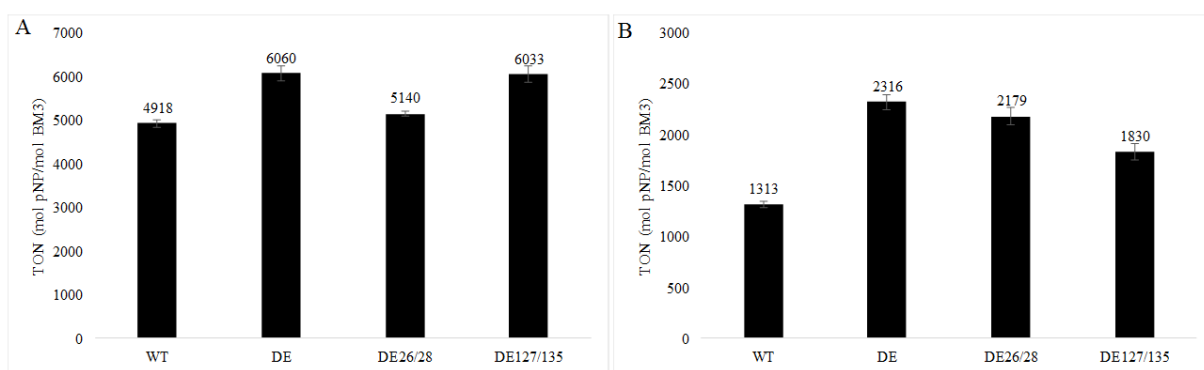 A
TON (mol pNP/mol BM3)
7000
6000
5000
4000
3000
2000
1000
0
4918
6060
5140
6033
WT
DE
DE26/28
DE127/135
B
TON (mol pNP/mol BM3)
3000
2500
2000
1500
1000
500
0
1313
2316
2179
1830
WT
DE
DE26/28
DE127/135